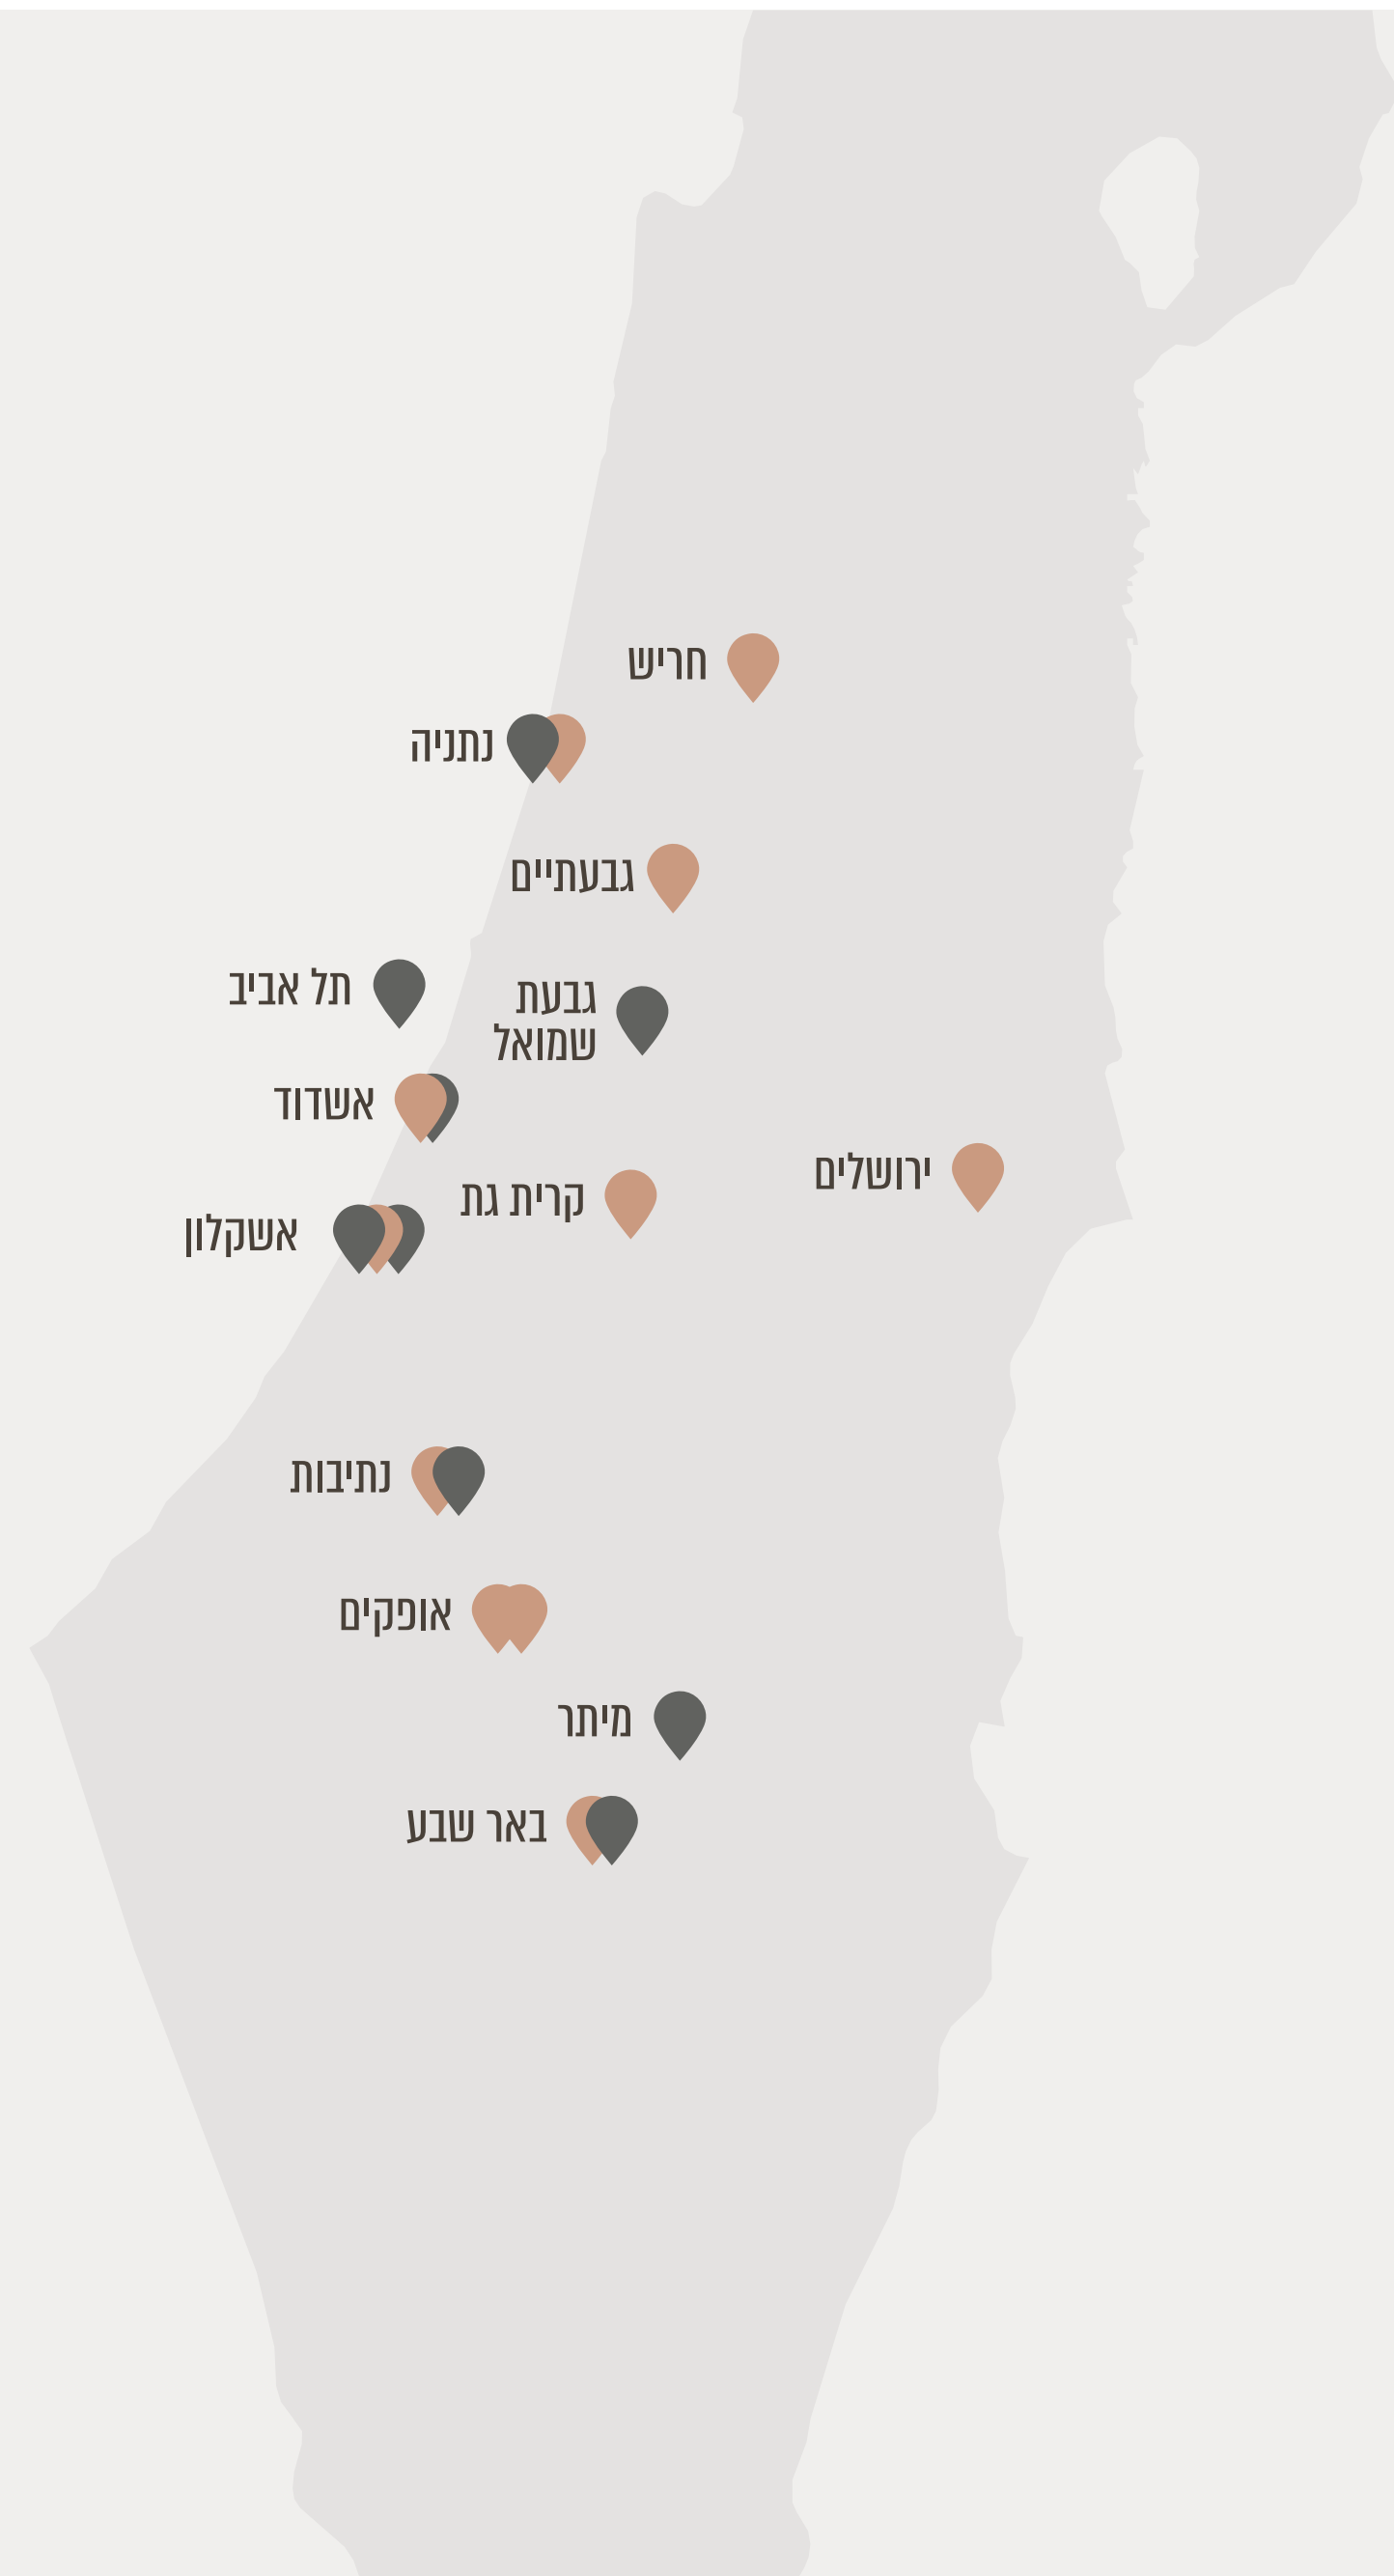 חריש
נתניה
גבעתיים
תל אביב
גבעת
שמואל
אשדוד
ירושלים
קרית גת
אשקלון
נתיבות
אופקים
מיתר
באר שבע